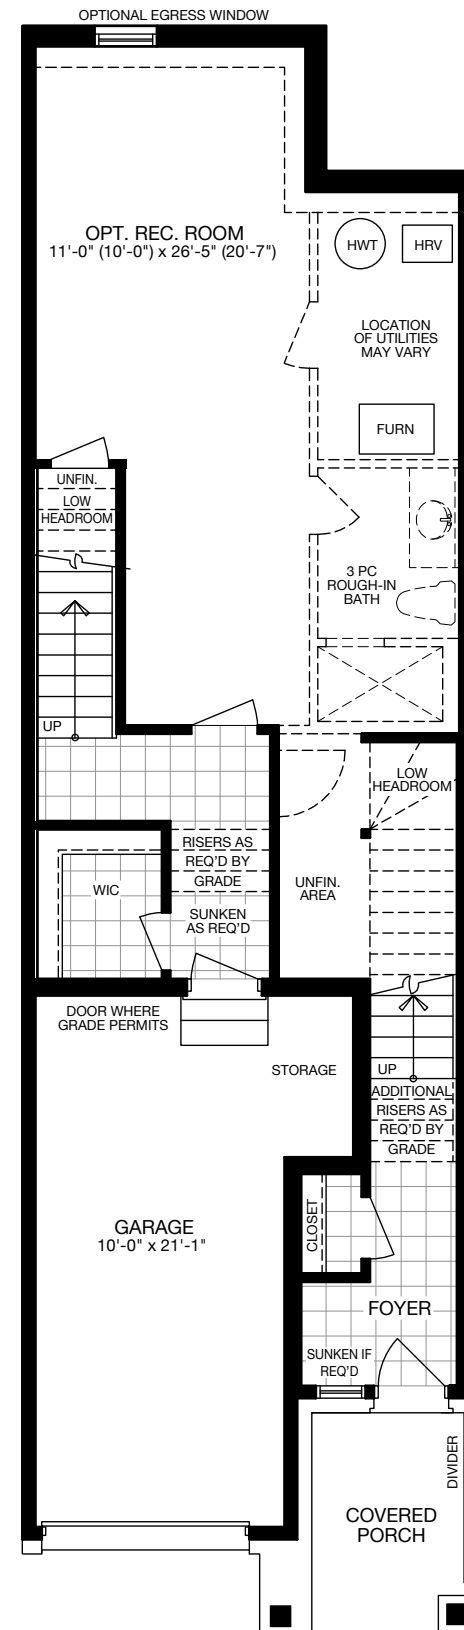 OPTIONAL EGRESS WINDOW
OPT. REC. ROOM
11'-0" (10'-0") x 26'-5" (20'-7")
HWT
HRV
LOCATION
OF UTILITIES
MAY VARY
FURN
UNFIN.
LOW
HEADROOM
3 PC
ROUGH-IN
BATH
UP
LOW
HEADROOM
RISERS AS
REQ'D BY
GRADE
WIC
UNFIN.
AREA
SUNKEN
AS REQ'D
DOOR WHERE
GRADE PERMITS
STORAGE
UP
ADDITIONAL
RISERS AS
REQ'D BY
GRADE
GARAGE
10'-0" x 21'-1"
CLOSET
FOYER
SUNKEN IF
REQ'D
DIVIDER
COVERED
PORCH